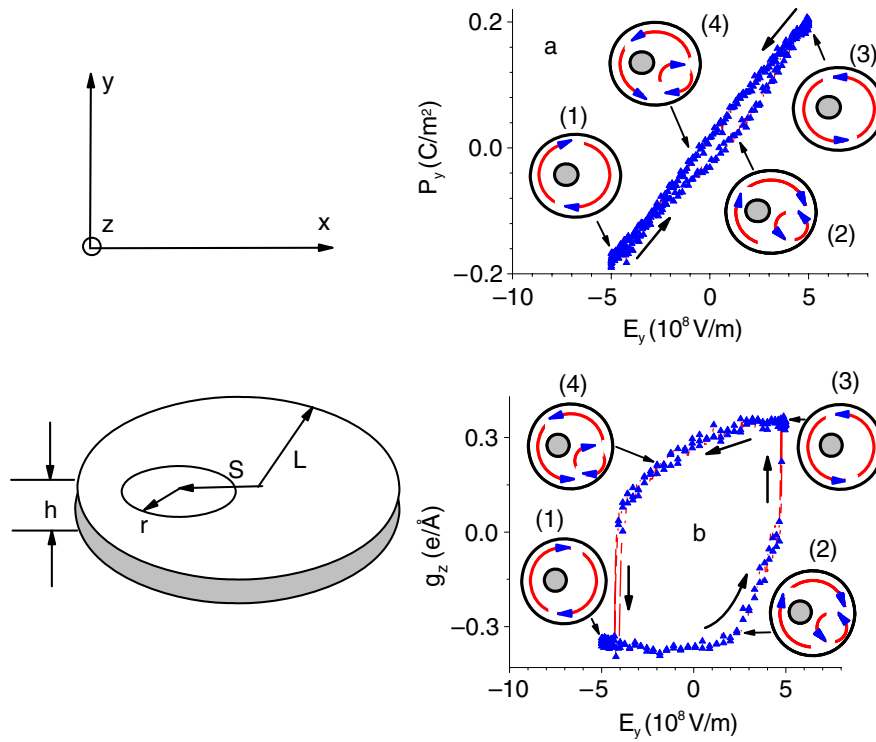 y
z
x
h
S
r
L
a
P_y (C/m²)
0.2
0.0
−0.2
−10
−5
0
5
E_y (10⁸ V/m)
(1)
(2)
(3)
(4)
b
g_z (e/Å)
0.3
0.0
−0.3
−10
−5
0
5
E_y (10⁸ V/m)
(1)
(2)
(3)
(4)